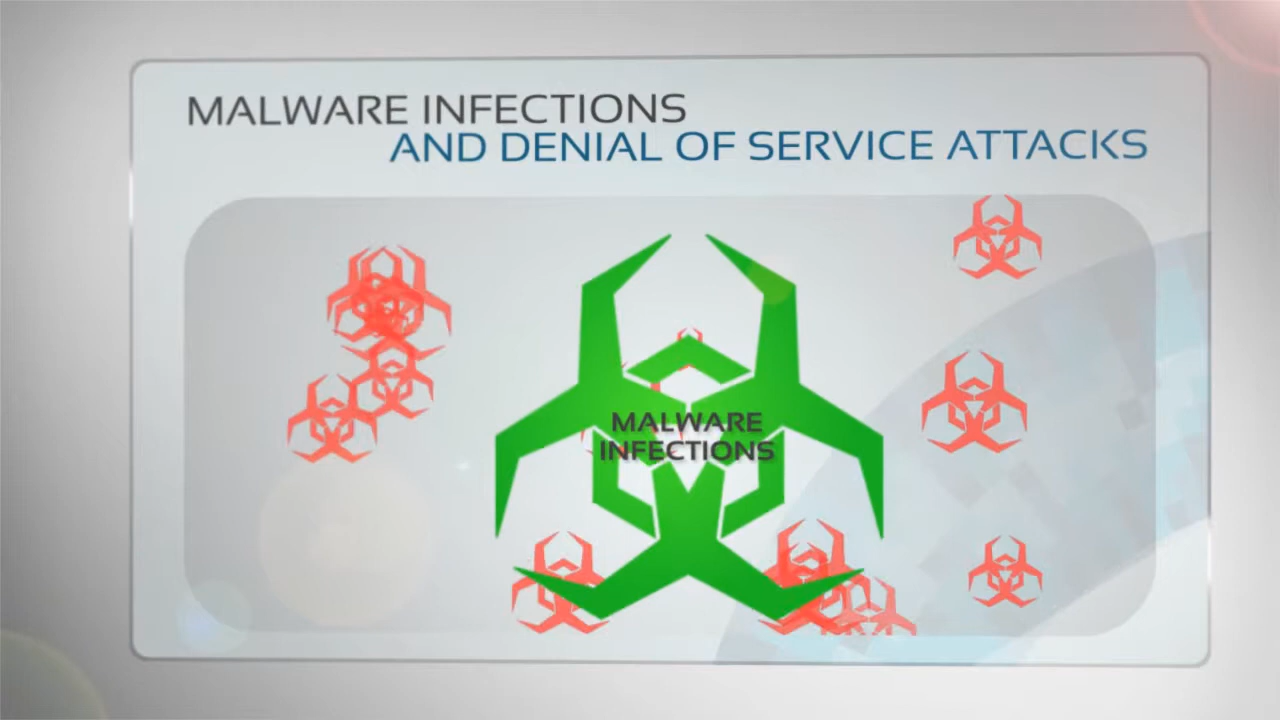 MALWARE INFECTIONS
AND DENIAL OF SERVICE ATTACKS
MALWARE
INFECTIONS